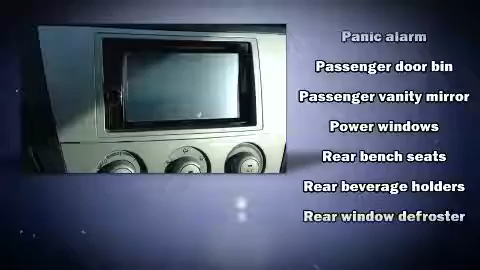 Panic alarm
Passenger door bin
Passenger vanity mirror
Power windows
Rear bench seats
Rear beverage holders
Rear window defroster